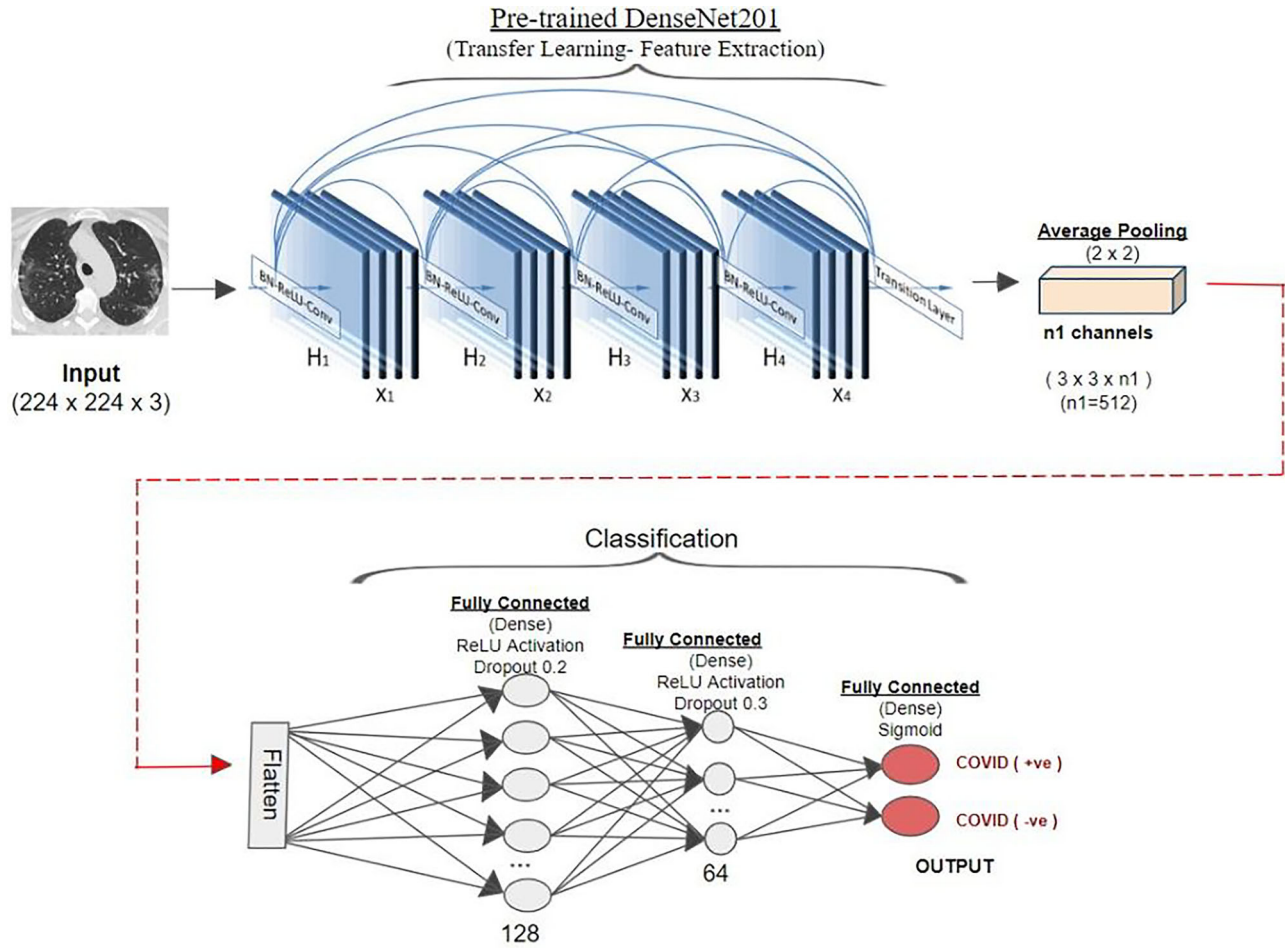 Pre-trained DenseNet201
(Transfer Learning- Feature Extraction)
BN-ReLU-Conv
BN-ReLU-Conv
BN-ReLU-Conv
BN-ReLU-Conv
Transition Layer
H1
H2
H3
H4
X1
X2
X3
X4
Input
(224 x 224 x 3)
Average Pooling
(2 x 2)
n1 channels
( 3 x 3 x n1 )
(n1=512)
Classification
Fully Connected
(Dense)
ReLU Activation
Dropout 0.2
Fully Connected
(Dense)
ReLU Activation
Dropout 0.3
Fully Connected
(Dense)
Sigmoid
Flatten
...
128
...
64
COVID ( +ve )
COVID ( -ve )
OUTPUT